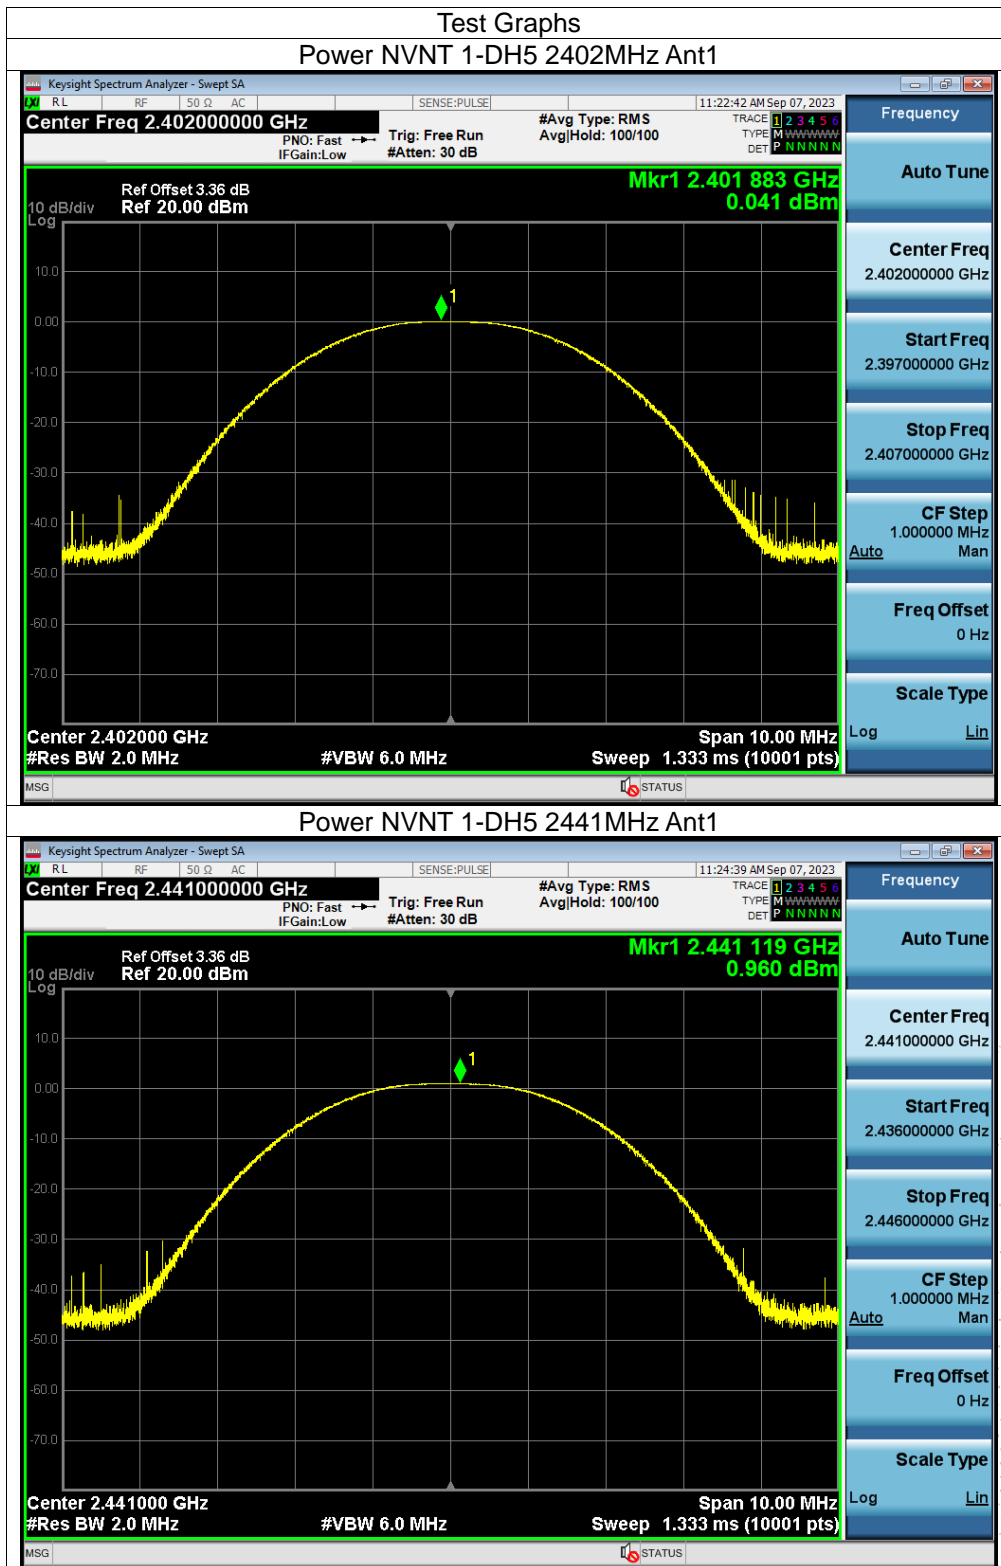 Test Graphs
Power NVNT 1-DH5 2402MHz Ant1
Keysight Spectrum Analyzer - Swept SA
LXI RL RF 50 Ω AC SENSE:PULSE 11:22:42 AM Sep 07, 2023
Center Freq 2.402000000 GHz
PNO: Fast
IFGain:Low
Trig: Free Run
#Atten: 30 dB
#Avg Type: RMS
Avg|Hold: 100/100
TRACE 1 2 3 4 5 6
TYPE M WWWWW
DET P N N N N N
Frequency
Auto Tune
Center Freq
2.402000000 GHz
Start Freq
2.397000000 GHz
Stop Freq
2.407000000 GHz
CF Step
1.000000 MHz
Auto Man
Freq Offset
0 Hz
Scale Type
Log Lin
Mkr1 2.401 883 GHz
0.041 dBm
Ref Offset 3.36 dB
10 dB/div Ref 20.00 dBm
Log
10.0
1
0.00
-10.0
-20.0
-30.0
-40.0
-50.0
-60.0
-70.0
Center 2.402000 GHz Span 10.00 MHz
#Res BW 2.0 MHz #VBW 6.0 MHz Sweep 1.333 ms (10001 pts)
MSG STATUS
Power NVNT 1-DH5 2441MHz Ant1
Keysight Spectrum Analyzer - Swept SA
LXI RL RF 50 Ω AC SENSE:PULSE 11:24:39 AM Sep 07, 2023
Center Freq 2.441000000 GHz
PNO: Fast
IFGain:Low
Trig: Free Run
#Atten: 30 dB
#Avg Type: RMS
Avg|Hold: 100/100
TRACE 1 2 3 4 5 6
TYPE M WWWWW
DET P N N N N N
Frequency
Auto Tune
Center Freq
2.441000000 GHz
Start Freq
2.436000000 GHz
Stop Freq
2.446000000 GHz
CF Step
1.000000 MHz
Auto Man
Freq Offset
0 Hz
Scale Type
Log Lin
Mkr1 2.441 119 GHz
0.960 dBm
Ref Offset 3.36 dB
10 dB/div Ref 20.00 dBm
Log
10.0
1
0.00
-10.0
-20.0
-30.0
-40.0
-50.0
-60.0
-70.0
Center 2.441000 GHz Span 10.00 MHz
#Res BW 2.0 MHz #VBW 6.0 MHz Sweep 1.333 ms (10001 pts)
MSG STATUS